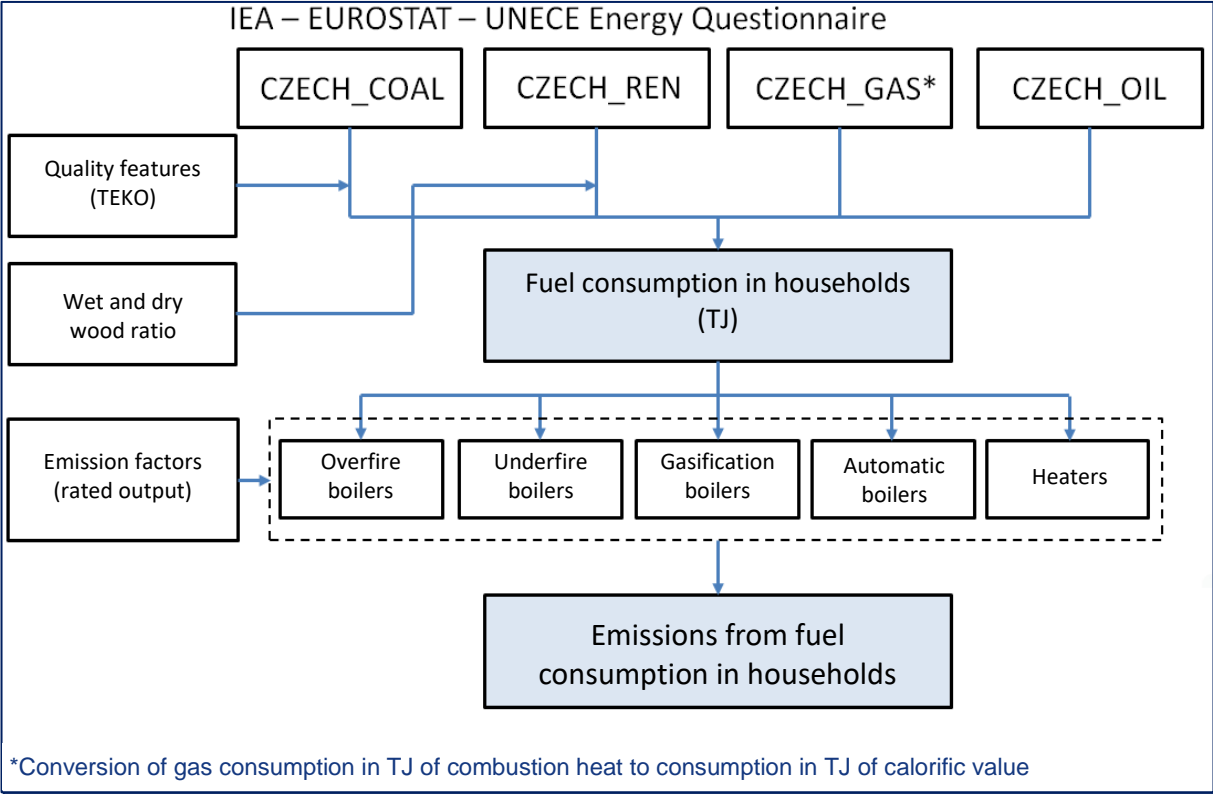 IEA – EUROSTAT – UNECE Energy Questionnaire
CZECH_COAL
CZECH_REN
CZECH_GAS*
CZECH_OIL
Quality features
(TEKO)
Wet and dry
wood ratio
Fuel consumption in households
(TJ)
Emission factors
(rated output)
Overfire
boilers
Underfire
boilers
Gasification
boilers
Automatic
boilers
Heaters
Emissions from fuel
consumption in households
*Conversion of gas consumption in TJ of combustion heat to consumption in TJ of calorific value